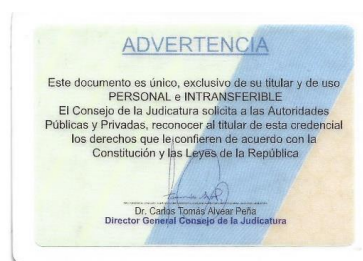 ADVERTENCIA
Este documento es único, exclusivo de su titular y de uso
PERSONAL e INTRANSFERIBLE
El Consejo de la Judicatura solicita a las Autoridades
Públicas y Privadas, reconocer al titular de esta credencial
los derechos que le confieren de acuerdo con la
Constitución y las Leyes de la República
Dr. Carlos Tomás Alvear Peña
Director General Consejo de la Judicatura